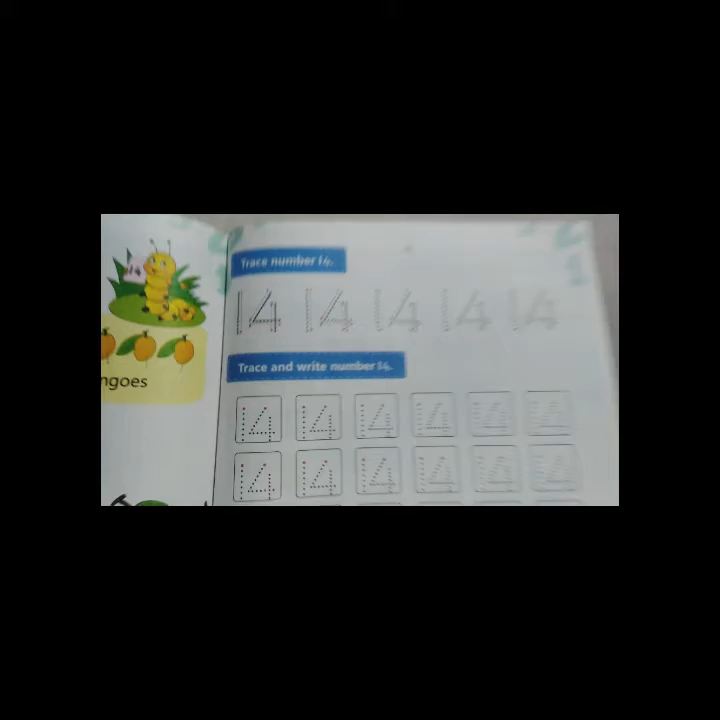 Trace number 14.
14 14 14 14 14
ngoes
Trace and write number 14.
14 14 14 14 14 14
14 14 14 14 14 14